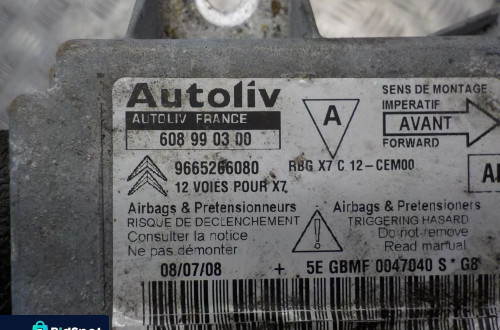 Autoliv
AUTOLIV FRANCE
608 99 03 00
A
SENS DE MONTAGE
IMPERATIF
AVANT
FORWARD
9665266080 RBG X7 C 12-CEM00
12 VOIES POUR X7
Airbags & Pretensionneurs
RISQUE DE DECLENCHEMENT
Consulter la notice
Ne pas démonter
Airbags & Pretensioners
TRIGGERING HASARD
Do not remove
Read manual
08/07/08 + 5E GBMF 0047040 S * G8
BidSpot